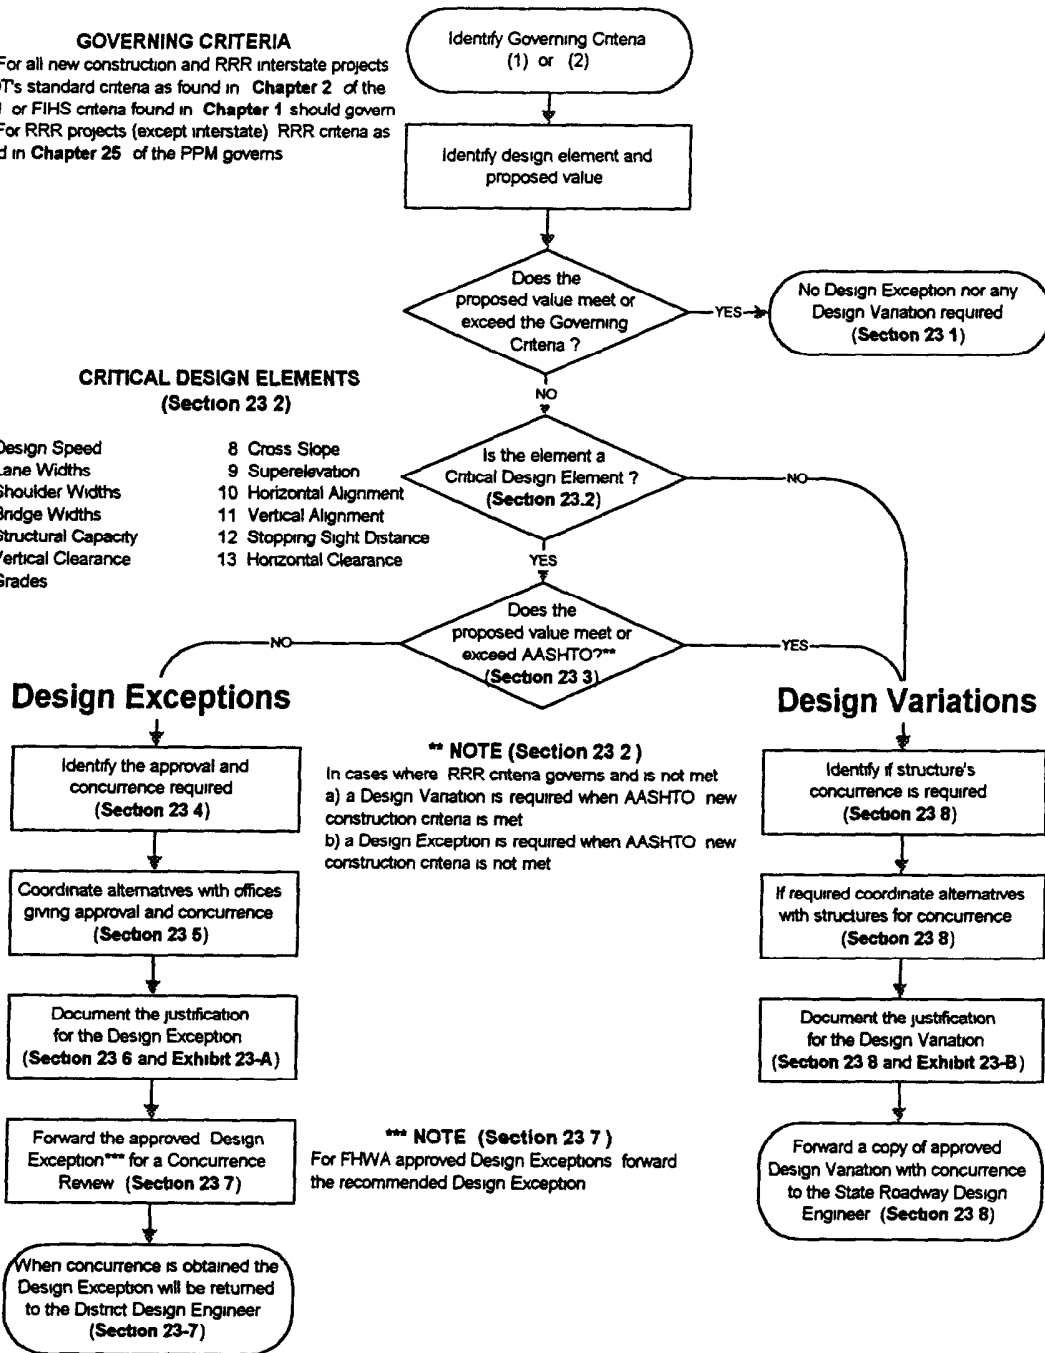 GOVERNING CRITERIA
For all new construction and RRR interstate projects
OT's standard criteria as found in Chapter 2 of the
or FIHS criteria found in Chapter 1 should govern
For RRR projects (except interstate) RRR criteria as
d in Chapter 25 of the PPM governs
Identify Governing Criteria
(1) or (2)
Identify design element and
proposed value
Does the
proposed value meet or
exceed the Governing
Criteria ?
YES
No Design Exception nor any
Design Variation required
(Section 23 1)
NO
CRITICAL DESIGN ELEMENTS
(Section 23 2)
Design Speed
Lane Widths
Shoulder Widths
Bridge Widths
Structural Capacity
Vertical Clearance
Grades
8 Cross Slope
9 Superelevation
10 Horizontal Alignment
11 Vertical Alignment
12 Stopping Sight Distance
13 Horizontal Clearance
Is the element a
Critical Design Element ?
(Section 23.2)
NO
YES
Does the
proposed value meet or
exceed AASHTO?**
(Section 23 3)
NO
YES
Design Exceptions
Identify the approval and
concurrence required
(Section 23 4)
Coordinate alternatives with offices
giving approval and concurrence
(Section 23 5)
Document the justification
for the Design Exception
(Section 23 6 and Exhibit 23-A)
Forward the approved Design
Exception*** for a Concurrence
Review (Section 23 7)
When concurrence is obtained the
Design Exception will be returned
to the District Design Engineer
(Section 23-7)
** NOTE (Section 23 2 )
In cases where RRR criteria governs and is not met
a) a Design Variation is required when AASHTO new
construction criteria is met
b) a Design Exception is required when AASHTO new
construction criteria is not met
*** NOTE (Section 23 7 )
For FHWA approved Design Exceptions forward
the recommended Design Exception
Design Variations
Identify if structure's
concurrence is required
(Section 23 8)
If required coordinate alternatives
with structures for concurrence
(Section 23 8)
Document the justification
for the Design Variation
(Section 23 8 and Exhibit 23-B)
Forward a copy of approved
Design Variation with concurrence
to the State Roadway Design
Engineer (Section 23 8)